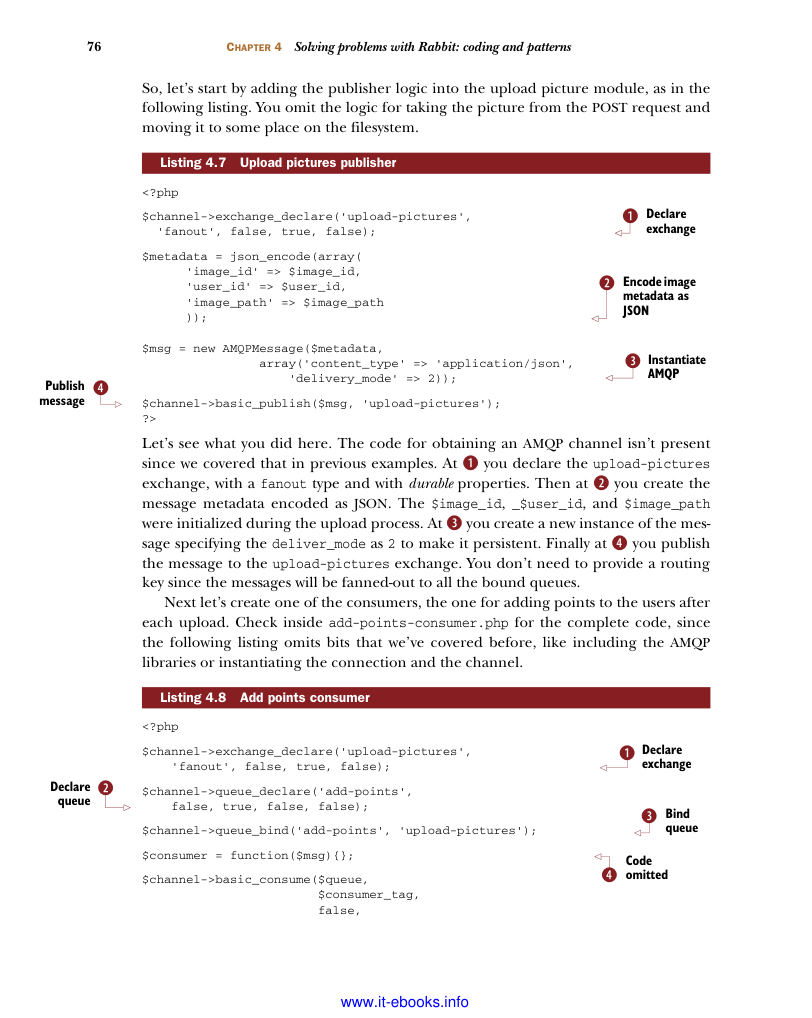 76
CHAPTER 4 Solving problems with Rabbit: coding and patterns
So, let's start by adding the publisher logic into the upload picture module, as in the
following listing. You omit the logic for taking the picture from the POST request and
moving it to some place on the filesystem.
Listing 4.7 Upload pictures publisher
<?php
$channel->exchange_declare('upload-pictures',
'fanout', false, true, false);
1 Declare
exchange
$metadata = json_encode(array(
'image_id' => $image_id,
'user_id' => $user_id,
'image_path' => $image_path
));
2 Encode image
metadata as
JSON
$msg = new AMQPMessage($metadata,
array('content_type' => 'application/json',
'delivery_mode' => 2));
3 Instantiate
AMQP
Publish 4
message
$channel->basic_publish($msg, 'upload-pictures');
?>
Let's see what you did here. The code for obtaining an AMQP channel isn't present
since we covered that in previous examples. At 1 you declare the upload-pictures
exchange, with a fanout type and with durable properties. Then at 2 you create the
message metadata encoded as JSON. The $image_id, _$user_id, and $image_path
were initialized during the upload process. At 3 you create a new instance of the mes-
sage specifying the deliver_mode as 2 to make it persistent. Finally at 4 you publish
the message to the upload-pictures exchange. You don't need to provide a routing
key since the messages will be fanned-out to all the bound queues.
Next let's create one of the consumers, the one for adding points to the users after
each upload. Check inside add-points-consumer.php for the complete code, since
the following listing omits bits that we've covered before, like including the AMQP
libraries or instantiating the connection and the channel.
Listing 4.8 Add points consumer
<?php
$channel->exchange_declare('upload-pictures',
'fanout', false, true, false);
1 Declare
exchange
Declare 2
queue
$channel->queue_declare('add-points',
false, true, false, false);
$channel->queue_bind('add-points', 'upload-pictures');
3 Bind
queue
$consumer = function($msg){};
4 Code
omitted
$channel->basic_consume($queue,
$consumer_tag,
false,
www.it-ebooks.info